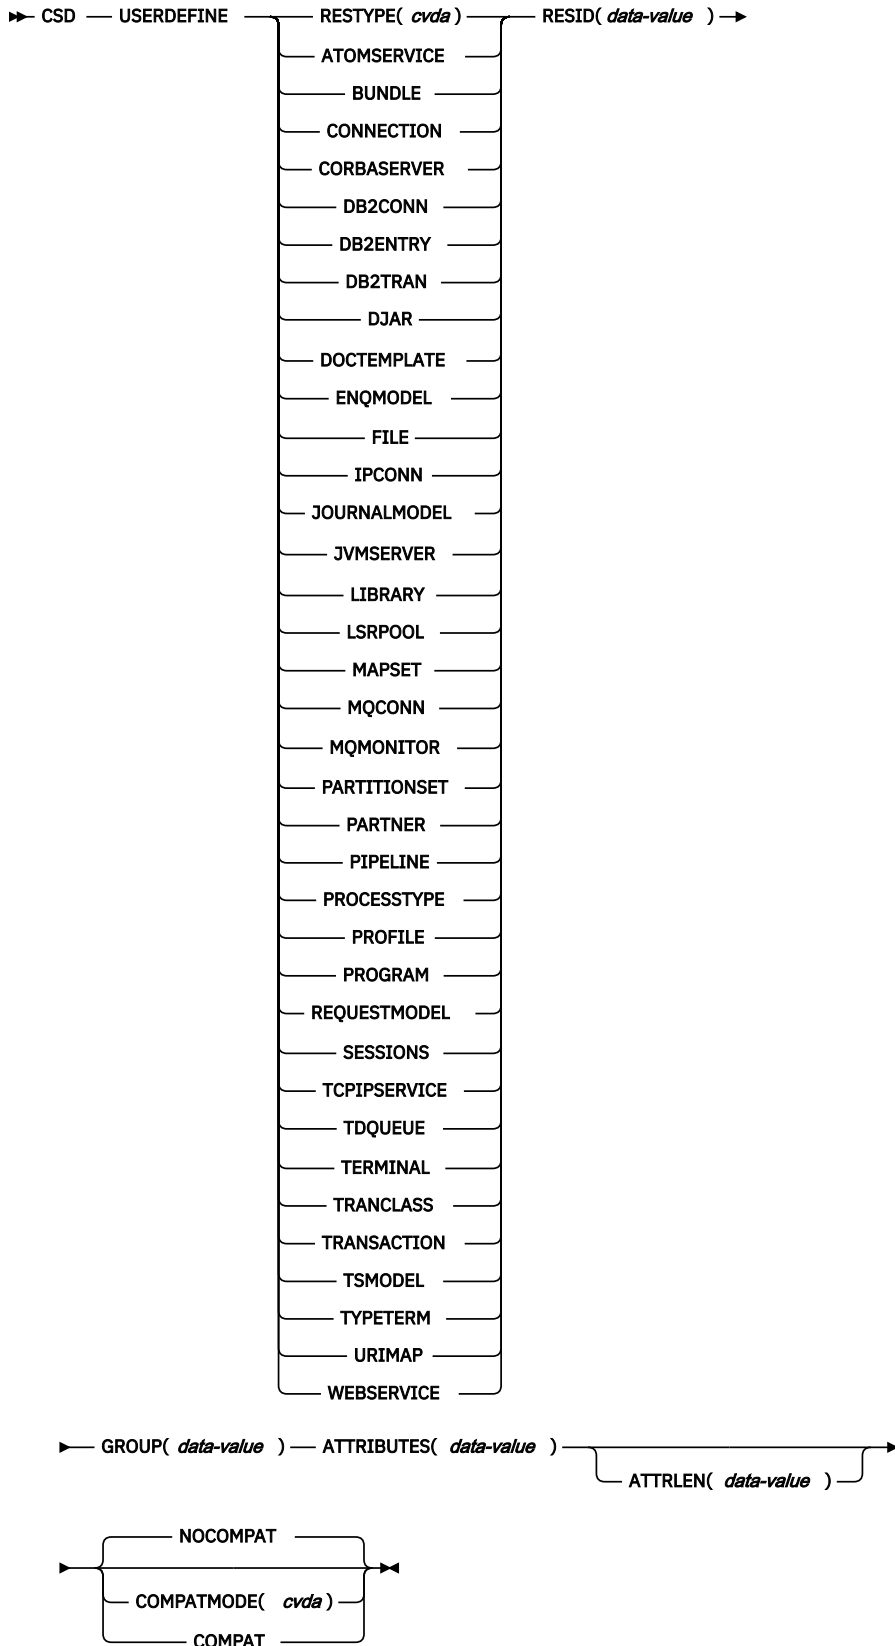 CSD USERDEFINE RESTYPE( cvda ) RESID( data-value )
ATOMSERVICE
BUNDLE
CONNECTION
CORBASERVER
DB2CONN
DB2ENTRY
DB2TRAN
DJAR
DOCTEMPLATE
ENQMODEL
FILE
IPCONN
JOURNALMODEL
JVMSERVER
LIBRARY
LSRPOOL
MAPSET
MQCONN
MQMONITOR
PARTITIONSET
PARTNER
PIPELINE
PROCESSTYPE
PROFILE
PROGRAM
REQUESTMODEL
SESSIONS
TCPIPSERVICE
TDQUEUE
TERMINAL
TRANCLASS
TRANSACTION
TSMODEL
TYPETERM
URIMAP
WEBSERVICE
GROUP( data-value ) ATTRIBUTES( data-value )
ATTRLEN( data-value )
NOCOMPAT
COMPATMODE( cvda )
COMPAT